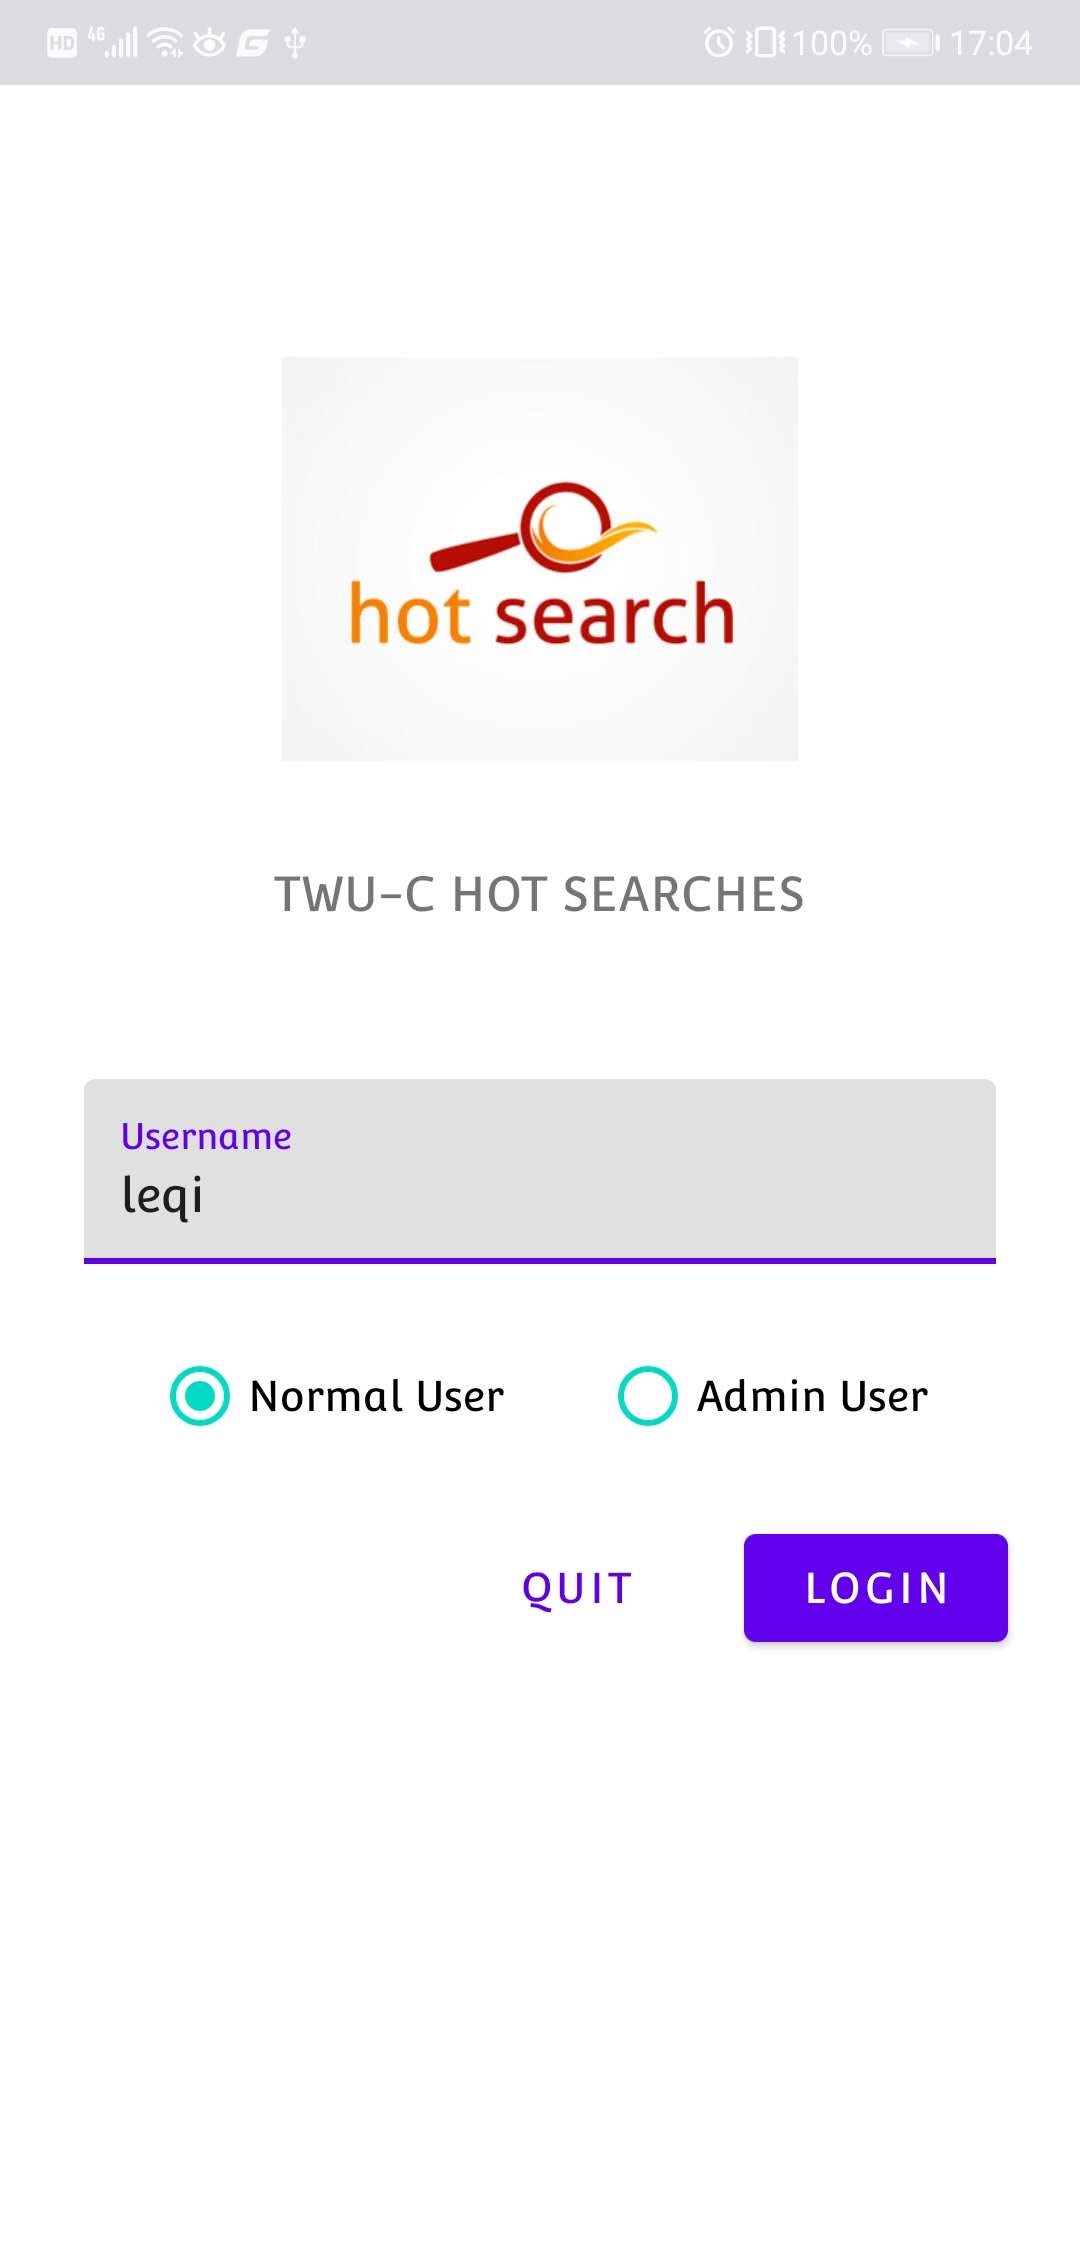 HD 4G 100% 17:04
hot search
TWU-C HOT SEARCHES
Username
leqi
Normal User Admin User
QUIT LOGIN